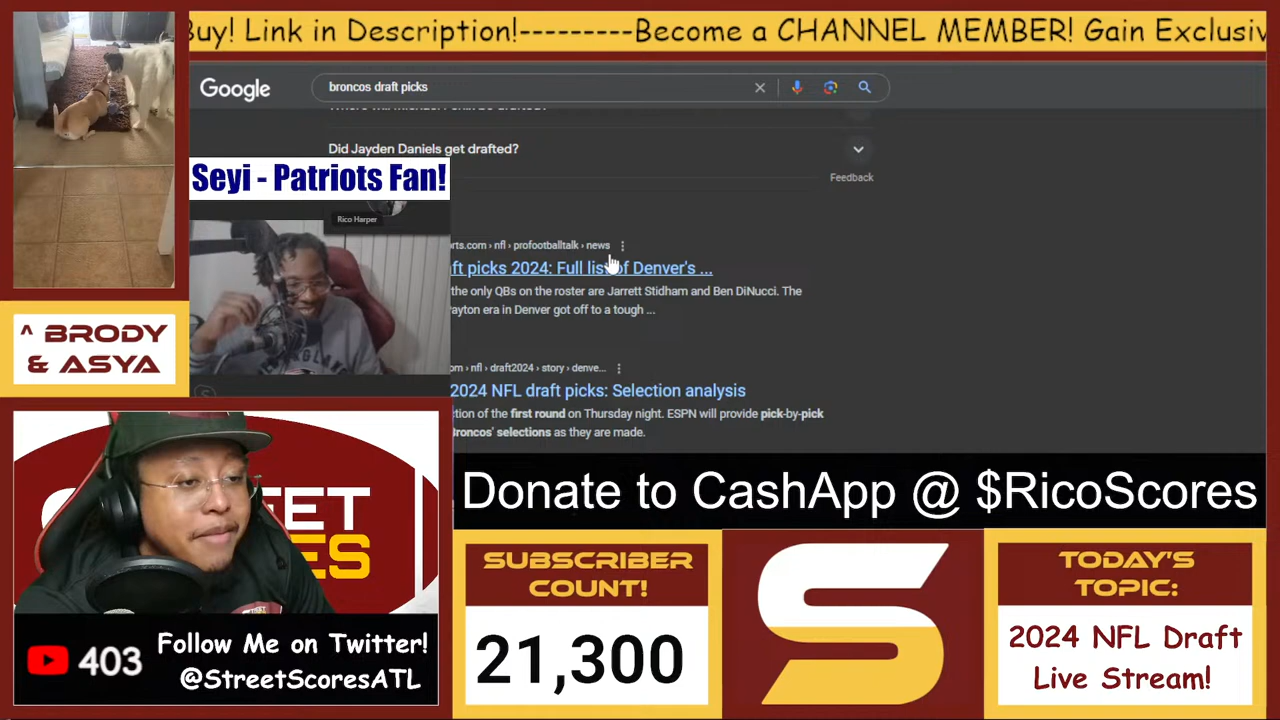 Buy! Link in Description!---------Become a CHANNEL MEMBER! Gain Exclusiv
Google
broncos draft picks
Did Jayden Daniels get drafted?
Feedback
Seyi - Patriots Fan!
Rico Harper
rts.com › nfl › profootballtalk › news
ft picks 2024: Full list of Denver's ...
the only QBs on the roster are Jarrett Stidham and Ben DiNucci. The
Payton era in Denver got off to a tough ...
om › nfl › draft2024 › story › denve...
2024 NFL draft picks: Selection analysis
tion of the first round on Thursday night. ESPN will provide pick-by-pick
Broncos' selections as they are made.
^ BRODY
& ASYA
Donate to CashApp @ $RicoScores
SUBSCRIBER
COUNT!
21,300
S
TODAY'S
TOPIC:
2024 NFL Draft
Live Stream!
403
Follow Me on Twitter!
@StreetScoresATL